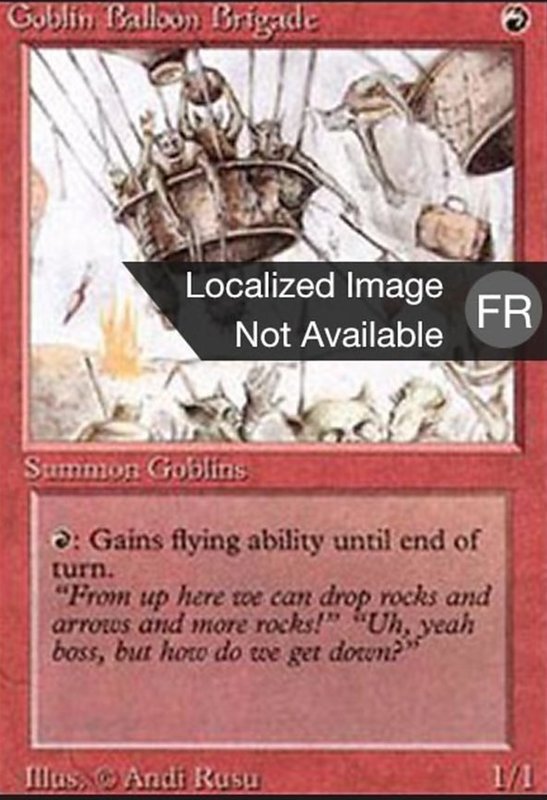 Goblin Balloon Brigade
Localized Image
Not Available
FR
Summon Goblins
: Gains flying ability until end of
turn.
“From up here we can drop rocks and
arrows and more rocks!” “Uh, yeah
boss, but how do we get down?”
Illus. © Andi Rusu
1/1